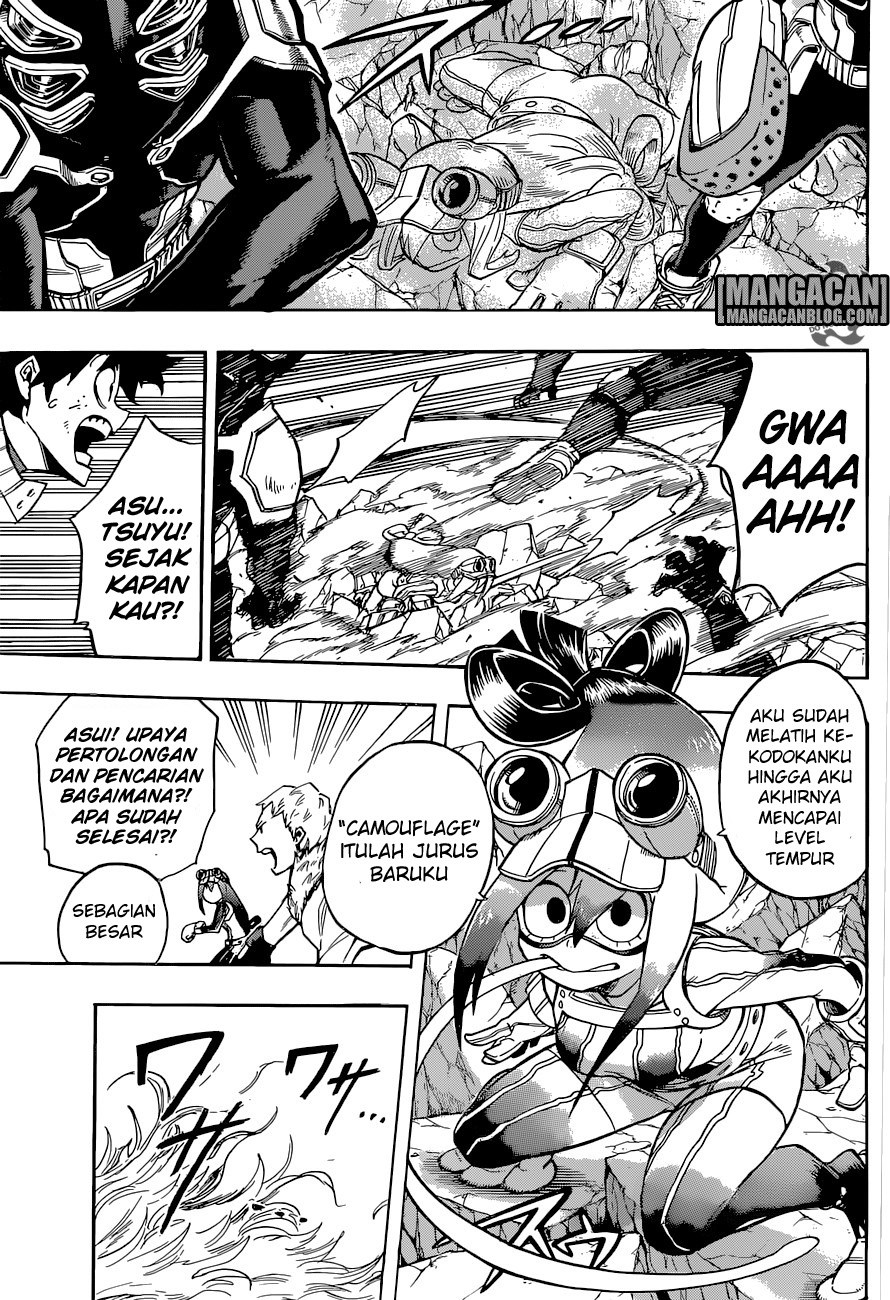 [MANGACAN]
MANGACANBLOG.COM
GWA
AAAA
AHH!
ASU...
TSUYU!
SEJAK
KAPAN
KAU?!
AKU SUDAH
MELATIH KE-
KODOKANKU
HINGGA AKU
AKHIRNYA
MENCAPAI
LEVEL
TEMPUR
"CAMOUFLAGE"
ITULAH JURUS
BARUKU
ASUI! UPAYA
PERTOLONGAN
DAN PENCARIAN
BAGAIMANA?!
APA SUDAH
SELESAI?!
SEBAGIAN
BESAR
ワワサ...